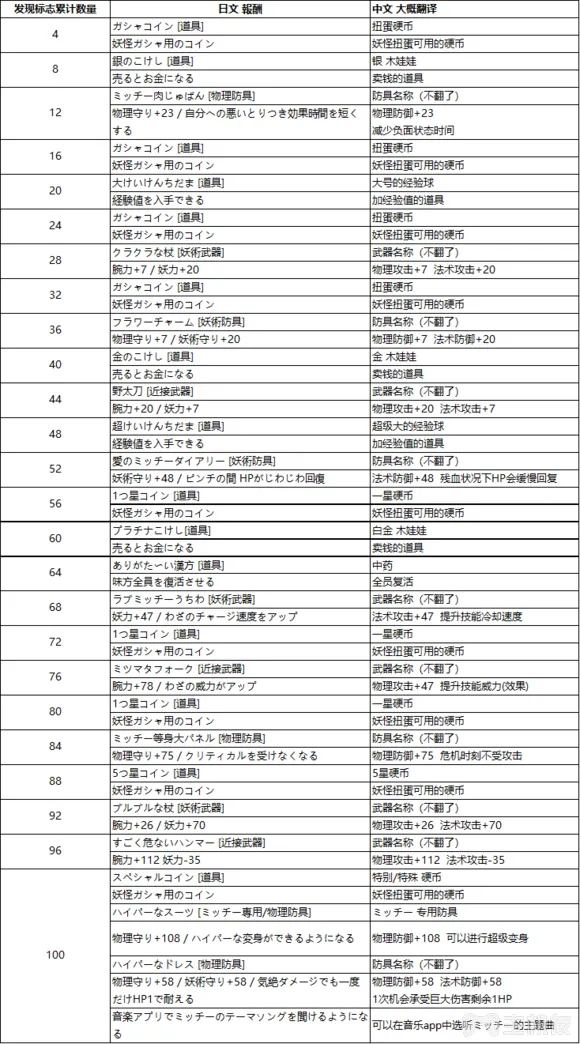 发现标志累计数量 日文 報酬 中文 大概翻译
4 ガシャコイン [道具] 扭蛋硬币
妖怪ガシャ用のコイン 妖怪扭蛋可用的硬币
8 銀のこけし [道具] 银 木娃娃
売るとお金になる 卖钱的道具
12 ミッチー肉じゅばん [物理防具] 防具名称（不翻了）
物理守り+23 / 自分への悪いとりつき効果時間を短く 物理防御+23
する 减少负面状态时间
16 ガシャコイン [道具] 扭蛋硬币
妖怪ガシャ用のコイン 妖怪扭蛋可用的硬币
20 大けいけんちだま [道具] 大号的经验球
経験値を入手できる 加经验值的道具
24 ガシャコイン [道具] 扭蛋硬币
妖怪ガシャ用のコイン 妖怪扭蛋可用的硬币
28 クラクラな杖 [妖術武器] 武器名称（不翻了）
腕力+7 / 妖力+20 物理攻击+7 法术攻击+20
32 ガシャコイン [道具] 扭蛋硬币
妖怪ガシャ用のコイン 妖怪扭蛋可用的硬币
36 フラワーチャーム [妖術防具] 防具名称（不翻了）
物理守り+7 / 妖術守り+20 物理防御+7 法术防御+20
40 金のこけし [道具] 金 木娃娃
売るとお金になる 卖钱的道具
44 野太刀 [近接武器] 武器名称（不翻了）
腕力+20 / 妖力+7 物理攻击+20 法术攻击+7
48 超けいけんちだま [道具] 超级大的经验球
経験値を入手できる 加经验值的道具
52 愛のミッチーダイアリー [妖術防具] 防具名称（不翻了）
妖術守り+48 / ピンチの間 HPがじわじわ回復 法术防御+48 残血状况下HP会缓慢回复
56 1つ星コイン [道具] 一星硬币
妖怪ガシャ用のコイン 妖怪扭蛋可用的硬币
60 プラチナこけし[道具] 白金 木娃娃
売るとお金になる 卖钱的道具
64 ありがた〜い漢方 [道具] 中药
味方全員を復活させる 全员复活
68 ラブミッチーうちわ [妖術武器] 武器名称（不翻了）
妖力+47 / わざのチャージ速度をアップ 法术攻击+47 提升技能冷却速度
72 1つ星コイン [道具] 一星硬币
妖怪ガシャ用のコイン 妖怪扭蛋可用的硬币
76 ミツマタフォーク [近接武器] 武器名称（不翻了）
腕力+78 / わざの威力がアップ 物理攻击+47 提升技能威力(效果)
80 1つ星コイン [道具] 一星硬币
妖怪ガシャ用のコイン 妖怪扭蛋可用的硬币
84 ミッチー等身大パネル [物理防具] 防具名称（不翻了）
物理守り+75 / クリティカルを受けなくなる 物理防御+75 危机时刻不受攻击
88 5つ星コイン [道具] 5星硬币
妖怪ガシャ用のコイン 妖怪扭蛋可用的硬币
92 ブルブルな杖 [妖術武器] 武器名称（不翻了）
腕力+26 / 妖力+70 物理攻击+26 法术攻击+70
96 すごく危ないハンマー [近接武器] 武器名称（不翻了）
腕力+112 妖力-35 物理攻击+112 法术攻击-35
100 スペシャルコイン [道具] 特别/特殊 硬币
妖怪ガシャ用のコイン 妖怪扭蛋可用的硬币
ハイパーなスーツ [ミッチー専用/物理防具] ミッチー 专用防具
物理守り+108 / ハイパーな変身ができるようになる 物理防御+108 可以进行超级变身
ハイパーなドレス [物理防具] 防具名称（不翻了）
物理守り+58 / 妖術守り+58 / 気絶ダメージでも一度 物理防御+58 法术防御+58
だけHP1で耐える 1次机会承受巨大伤害剩余1HP
音楽アプリでミッチーのテーマソングを聞けるようにな 可以在音乐app中选听ミッチー的主题曲
る